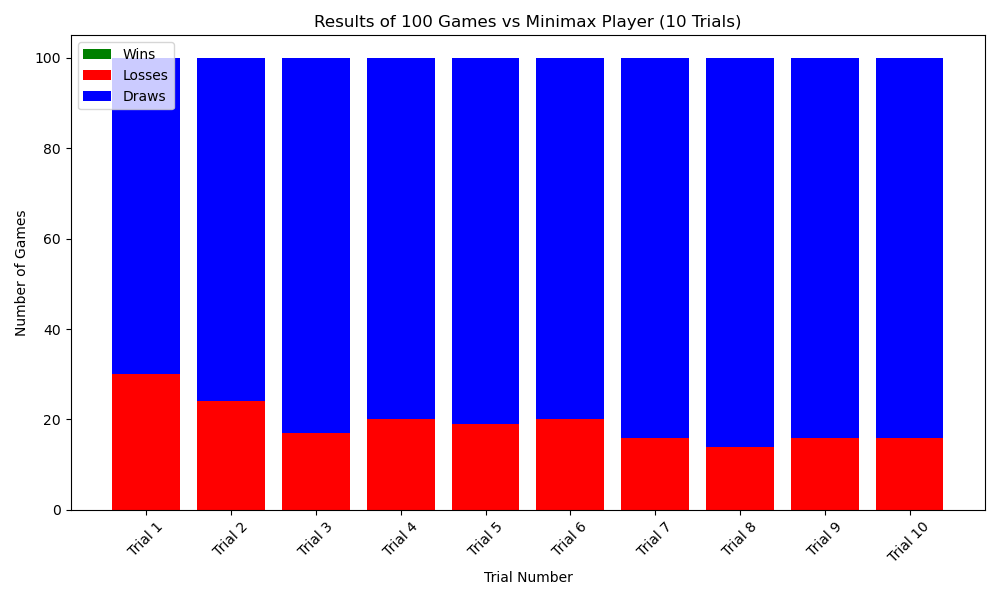 Results of 100 Games vs Minimax Player (10 Trials)
Wins
Losses
Draws
100
80
60
40
20
0
Number of Games
Trial 1
Trial 2
Trial 3
Trial 4
Trial 5
Trial 6
Trial 7
Trial 8
Trial 9
Trial 10
Trial Number